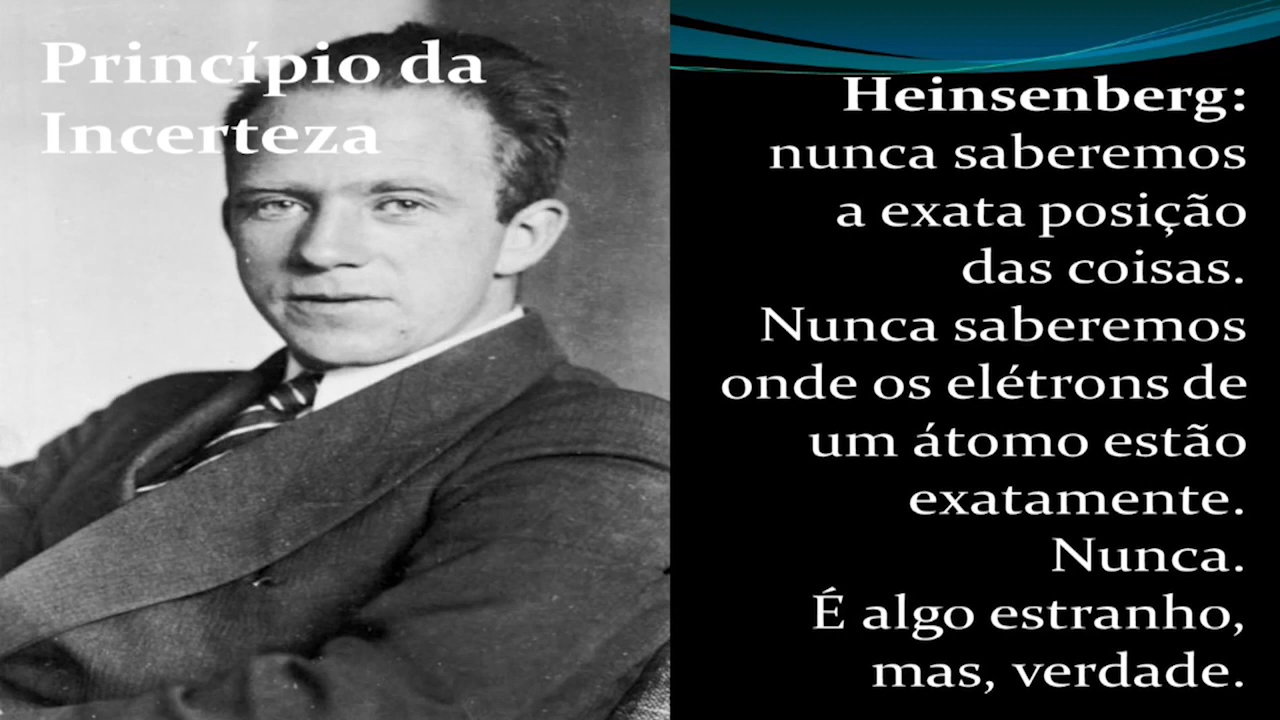 Princípio da
Incerteza
Heinsenberg:
nunca saberemos
a exata posição
das coisas.
Nunca saberemos
onde os elétrons de
um átomo estão
exatamente.
Nunca.
É algo estranho,
mas, verdade.